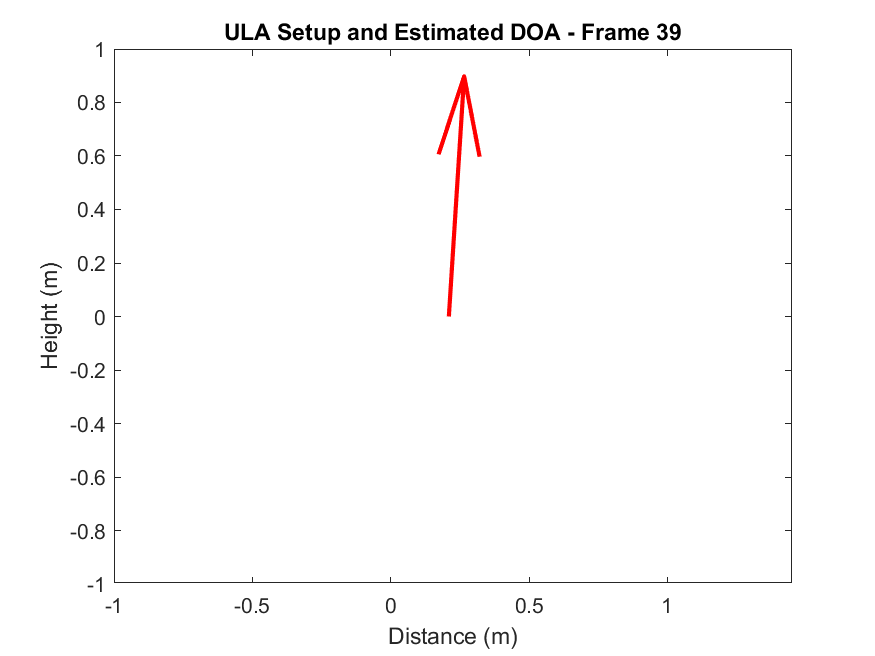 ULA Setup and Estimated DOA - Frame 39
1
0.8
0.6
0.4
0.2
0
-0.2
-0.4
-0.6
-0.8
-1
Height (m)
-1 -0.5 0 0.5 1
Distance (m)